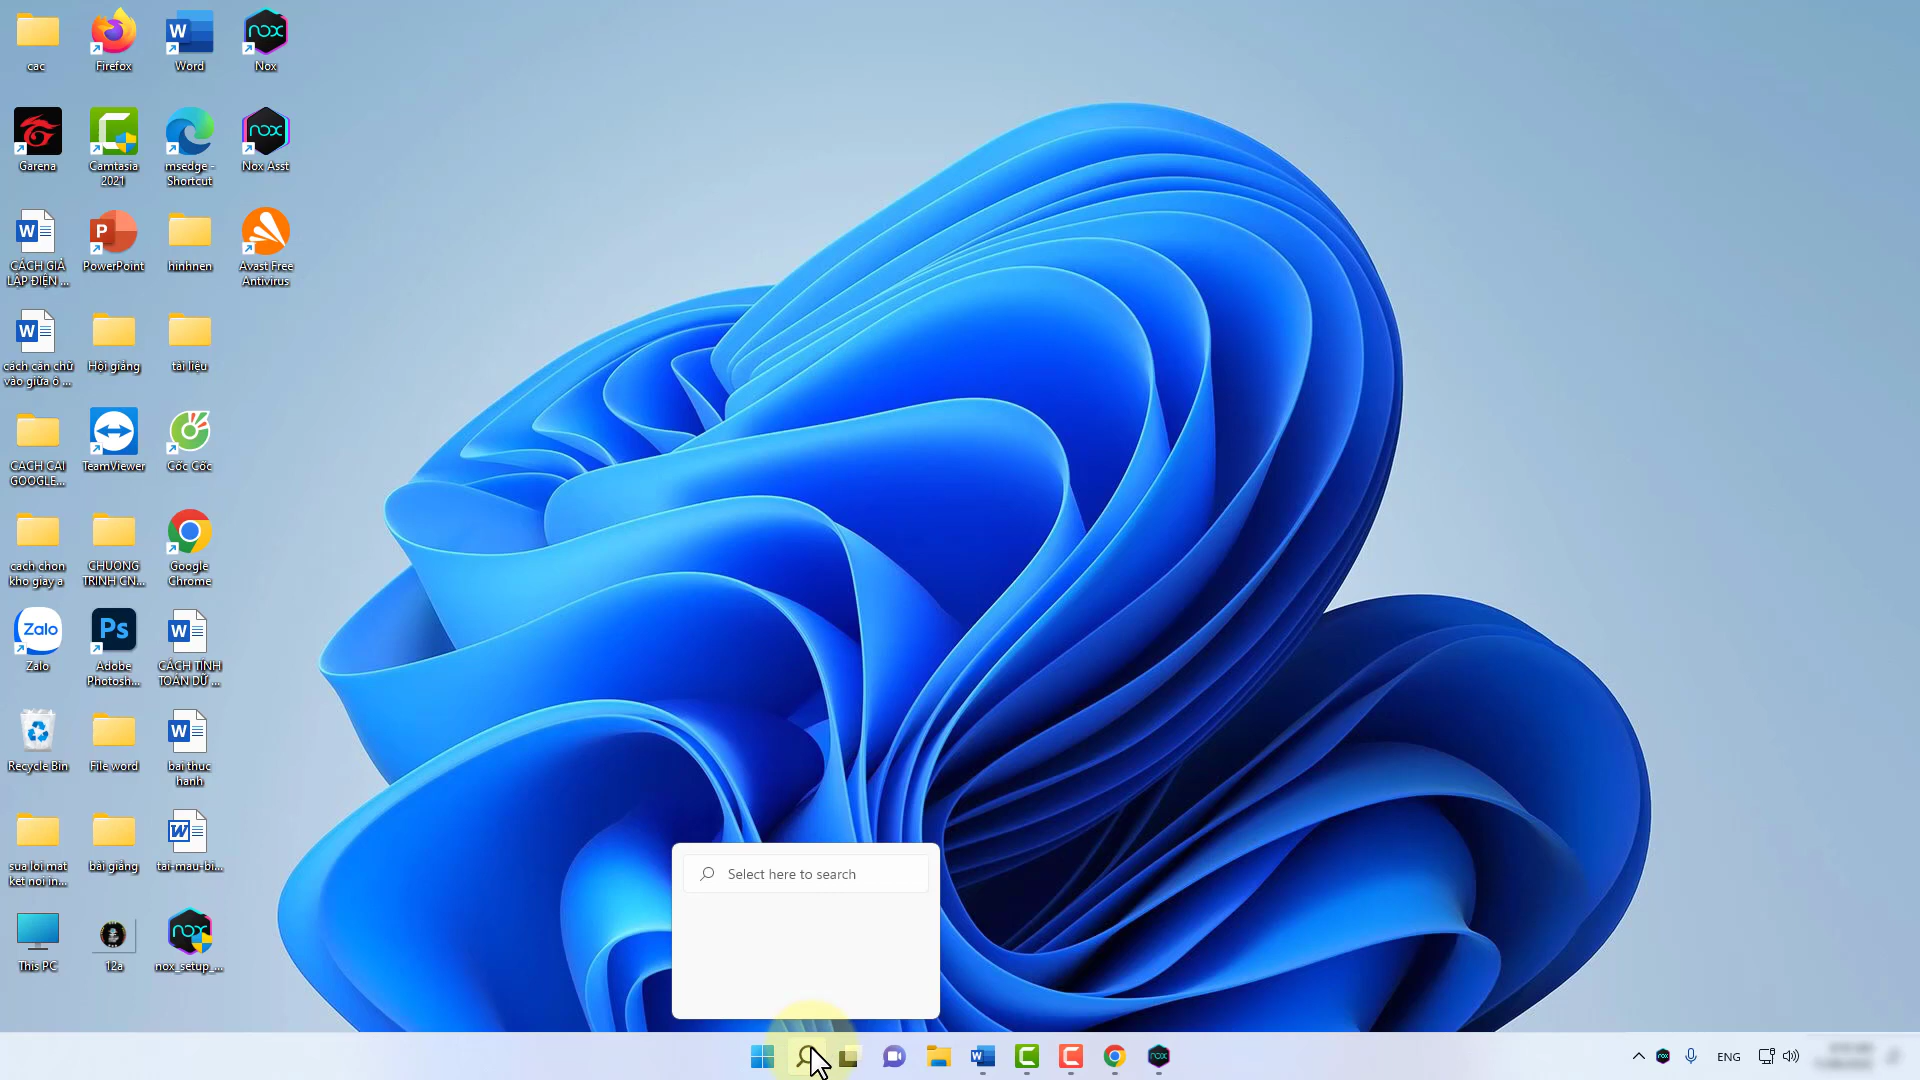 cac
Firefox
Word
Nox
Garena
Camtasia
2021
msedge -
Shortcut
Nox Asst
CÁCH GIẢ
LẬP ĐIỆN ...
PowerPoint
hinhnen
Avast Free
Antivirus
cách căn chữ
vào giữa ô ...
Hội giảng
tài liệu
CACH CAI
GOOGLE...
TeamViewer
Cốc Cốc
cach chon
kho giay a
CHUONG
TRINH CN...
Google
Chrome
Zalo
Zalo
Ps
Adobe
Photosh...
CÁCH TÍNH
TOÁN DỮ ...
Recycle Bin
File word
bai thuc
hanh
sua loi mat
ket noi in...
bài giảng
tai-mau-bi...
This PC
12a
nox_setup_...
Select here to search
ENG